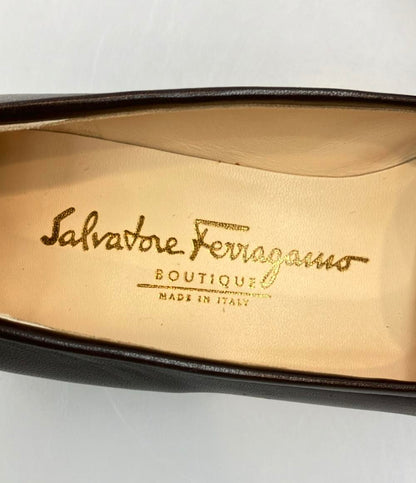 Salvatore Ferragamo
BOUTIQUE
MADE IN ITALY